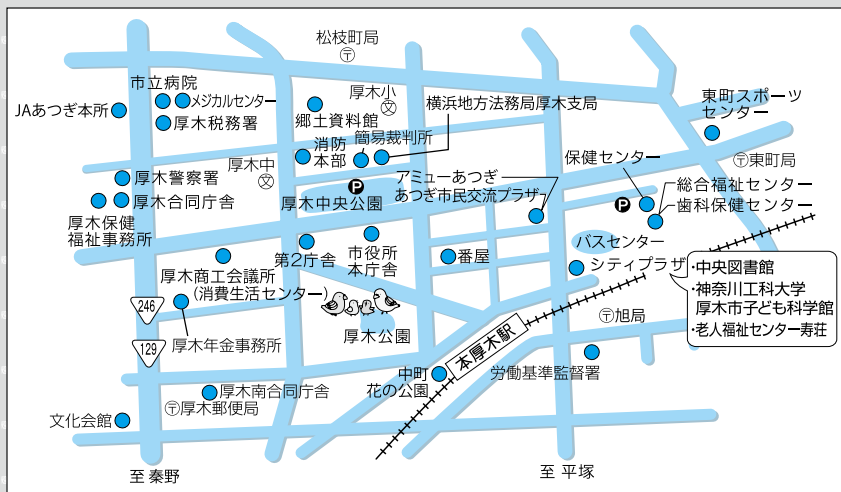 松枝町局
〒
市立病院
メジカルセンター
JAあつぎ本所
厚木税務署
郷土資料館
厚木小
文
横浜地方法務局厚木支局
東町スポーツ
センター
消防
本部
簡易裁判所
厚木中
文
保健センター
〒東町局
厚木警察署
厚木合同庁舎
厚木保健
福祉事務所
P
厚木中央公園
アミューあつぎ
あつぎ市民交流プラザ
P
総合福祉センター
歯科保健センター
第2庁舎
市役所
本庁舎
番屋
バスセンター
シティプラザ
・中央図書館
・神奈川工科大学
厚木市子ども科学館
・老人福祉センター寿荘
厚木商工会議所
(消費生活センター)
246
129
厚木年金事務所
厚木公園
本厚木駅
〒旭局
労働基準監督署
中町
花の公園
厚木南合同庁舎
〒厚木郵便局
文化会館
至 秦野
至 平塚